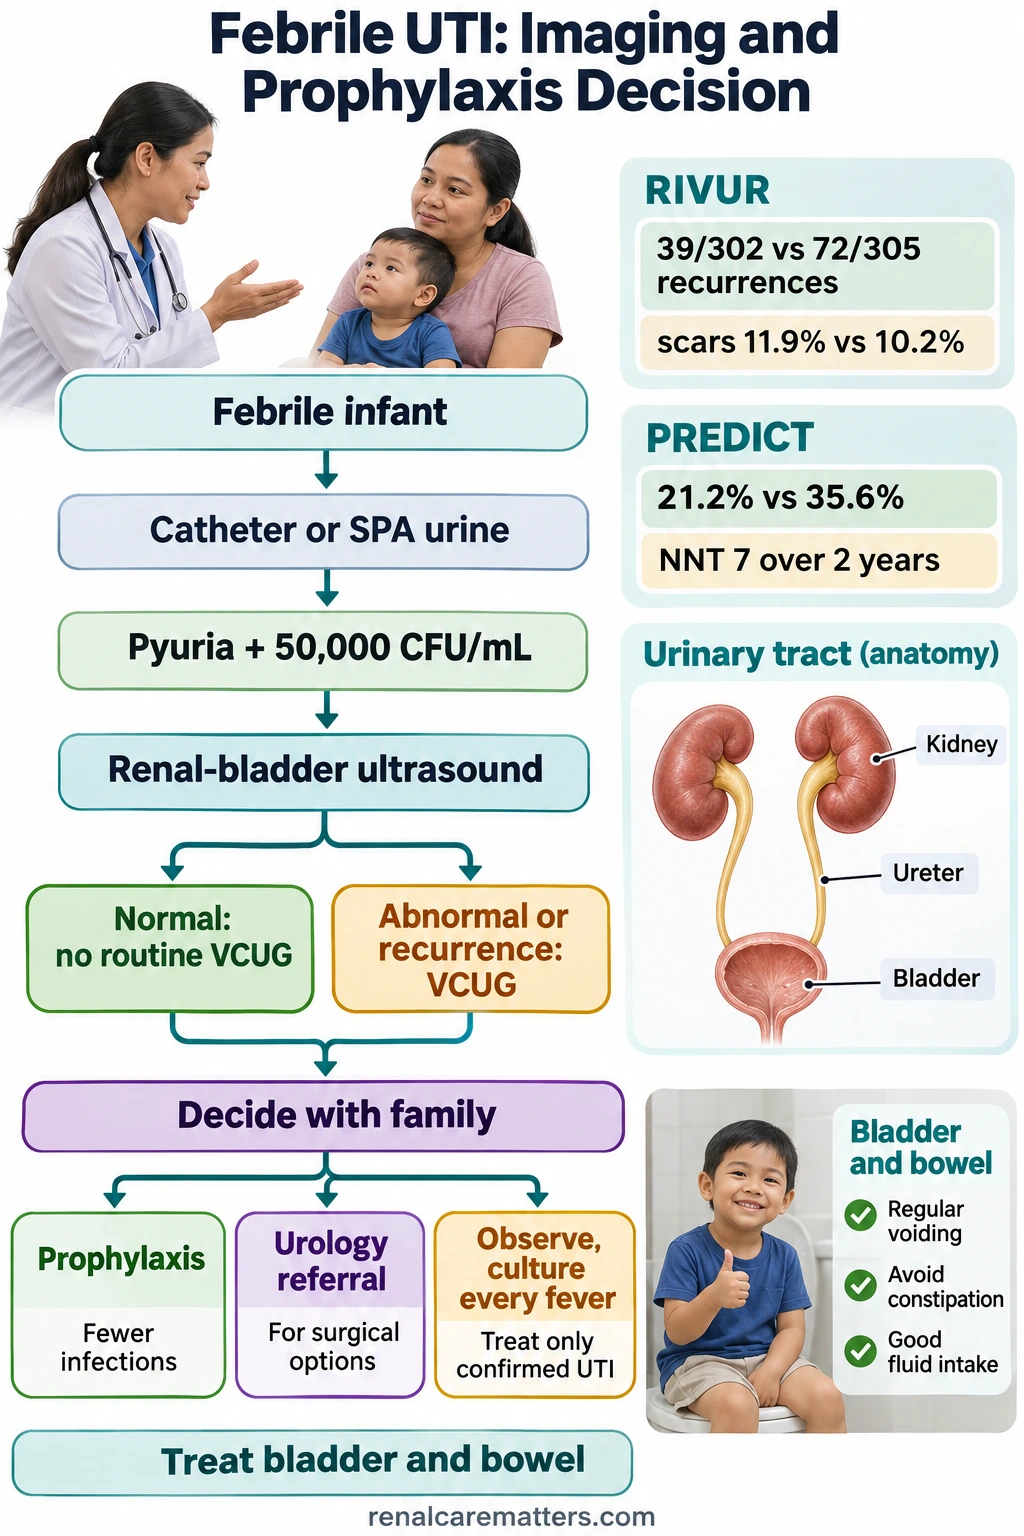 Febrile UTI: Imaging and
Prophylaxis Decision
Febrile infant
Catheter or SPA urine
Pyuria + 50,000 CFU/mL
Renal-bladder ultrasound
Normal:
no routine VCUG
Abnormal or
recurrence:
VCUG
Decide with family
Prophylaxis
Fewer
infections
Urology
referral
For surgical
options
Observe,
culture
every fever
Treat only
confirmed UTI
Treat bladder and bowel
RIVUR
39/302 vs 72/305
recurrences
scars 11.9% vs 10.2%
PREDICT
21.2% vs 35.6%
NNT 7 over 2 years
Urinary tract (anatomy)
Kidney
Ureter
Bladder
Bladder
and bowel
Regular
voiding
Avoid
constipation
Good
fluid intake
renalcarematters.com